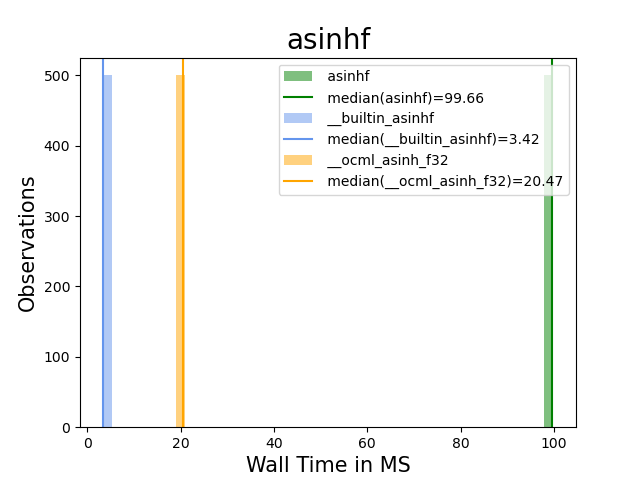 asinhf
500
400
300
200
100
0
Observations
asinhf
median(asinhf)=99.66
__builtin_asinhf
median(__builtin_asinhf)=3.42
__ocml_asinh_f32
median(__ocml_asinh_f32)=20.47
0 20 40 60 80 100
Wall Time in MS